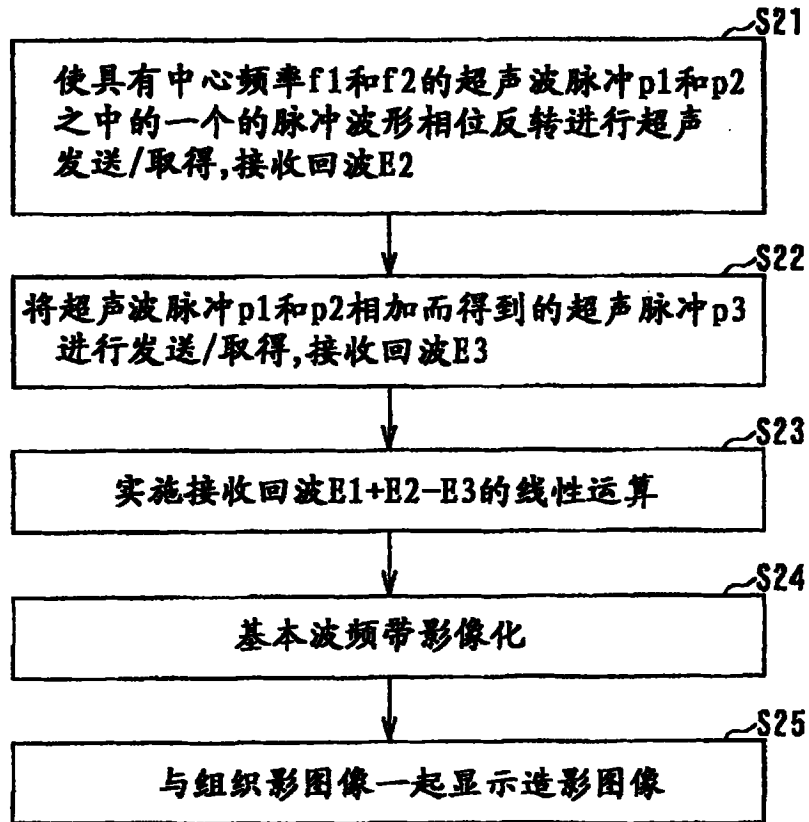 S21
使具有中心频率f1和f2的超声波脉冲p1和p2
之中的一个的脉冲波形相位反转进行超声
发送/取得,接收回波E2
S22
将超声波脉冲p1和p2相加而得到的超声脉冲p3
进行发送/取得,接收回波E3
S23
实施接收回波E1+E2-E3的线性运算
S24
基本波频带影像化
S25
与组织影图像一起显示造影图像